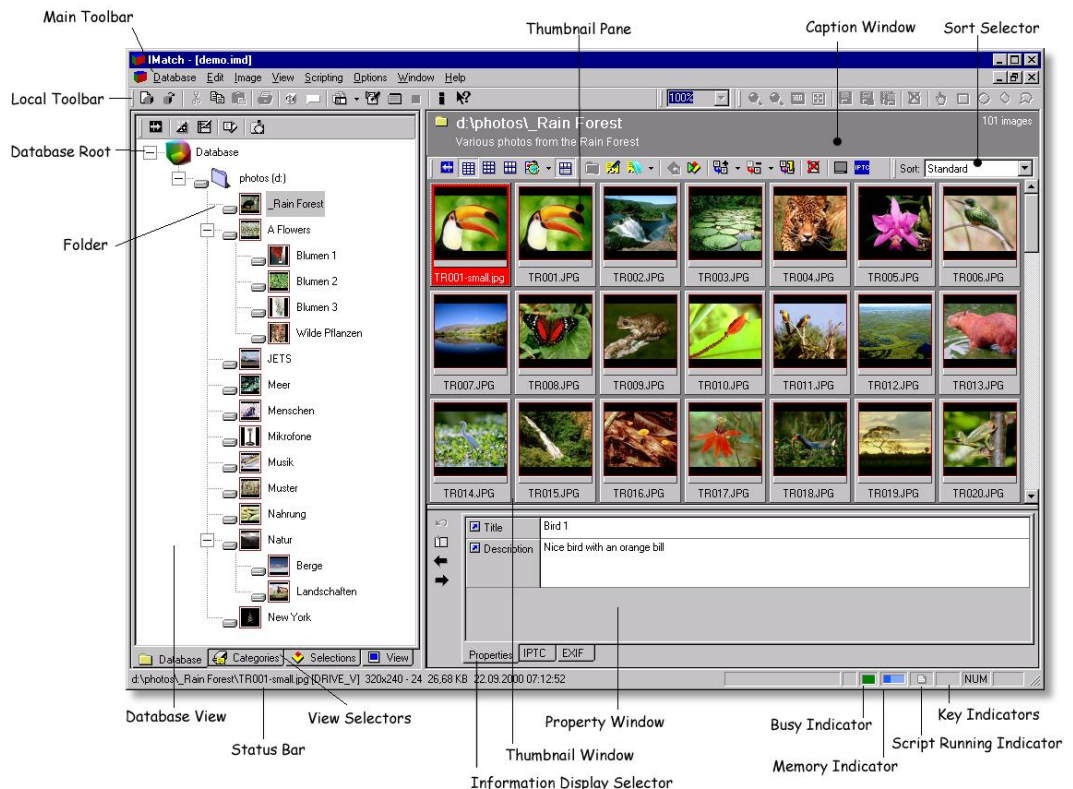 Main Toolbar
Thumbnail Pane
Caption Window
Sort Selector
IMatch - [demo.imd]
Database Edit Image View Scripting Options Window Help
Local Toolbar
100%
d:\photos\_Rain Forest
101 images
Various photos from the Rain Forest
Database Root
Database
IPTC
Sort: Standard
photos (d:)
_Rain Forest
Folder
A Flowers
Blumen 1
Blumen 2
Blumen 3
Wilde Pflanzen
JETS
Meer
Menschen
Mikrofone
Musik
Muster
Nahrung
Natur
Berge
Landschaften
New York
TR001-small.jpg TR001.JPG TR002.JPG TR003.JPG TR004.JPG TR005.JPG TR006.JPG
TR007.JPG TR008.JPG TR009.JPG TR010.JPG TR011.JPG TR012.JPG TR013.JPG
TR014.JPG TR015.JPG TR016.JPG TR017.JPG TR018.JPG TR019.JPG TR020.JPG
Title Bird 1
Description Nice bird with an orange bill
Database Categories Selections View
Properties IPTC EXIF
d:\photos\_Rain Forest\TR001-small.jpg [DRIVE_V] 320x240 - 24 26,68 KB 22.09.2000 07:12:52
NUM
Database View
View Selectors
Property Window
Busy Indicator
Key Indicators
Status Bar
Thumbnail Window
Script Running Indicator
Memory Indicator
Information Display Selector